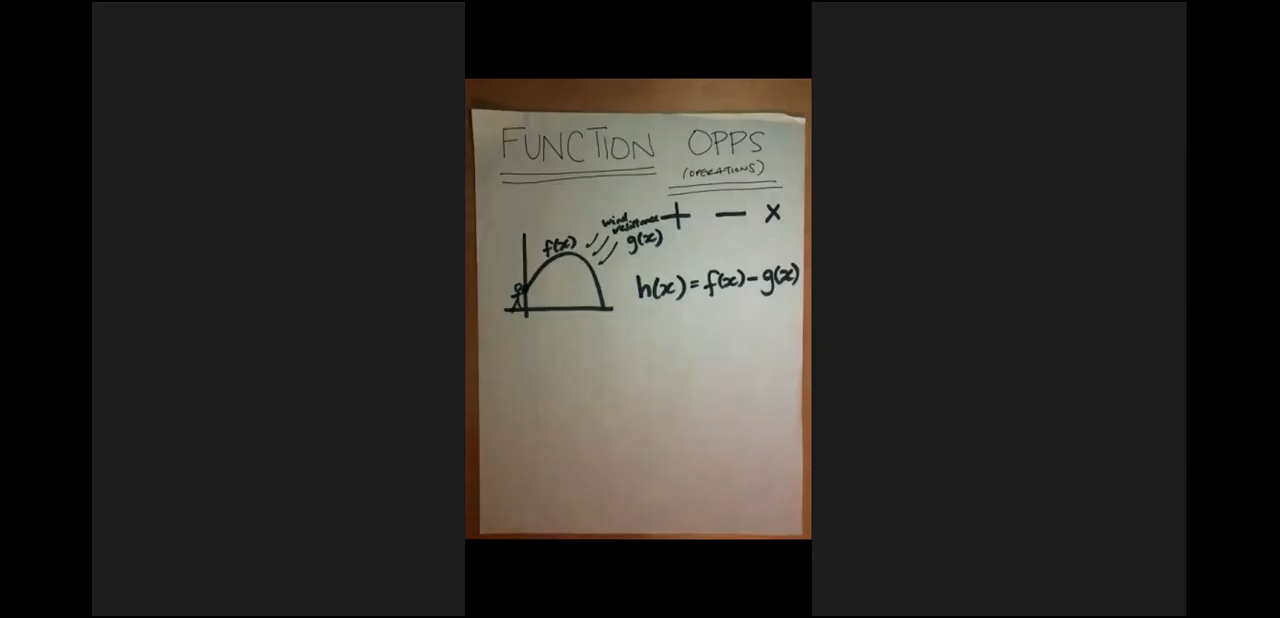 FUNCTION OPPS
(OPERATIONS)
+ — ×
wind
resistance
f(x)
g(x)
h(x) = f(x) - g(x)